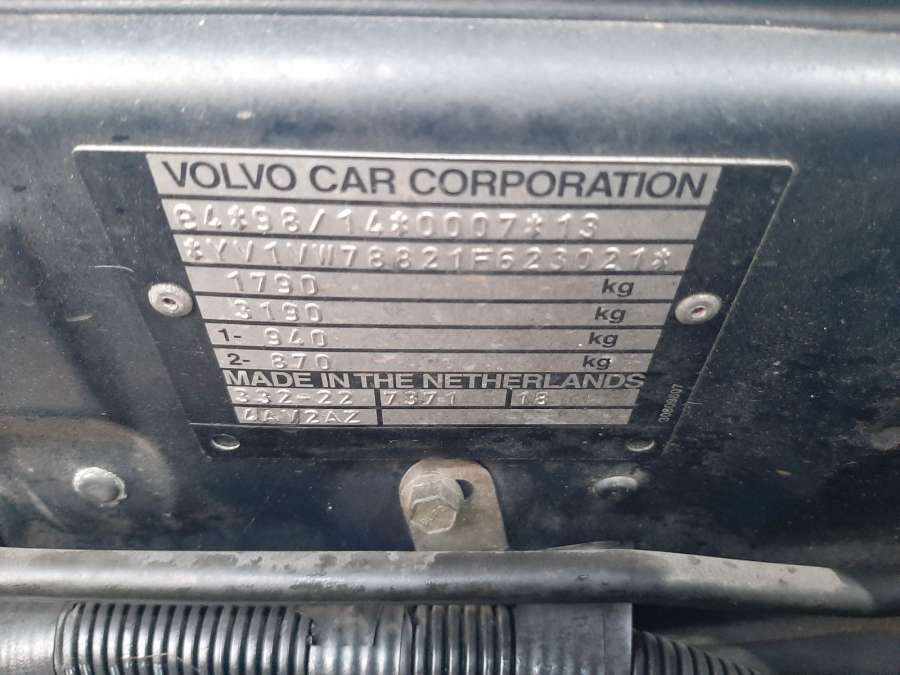 VOLVO CAR CORPORATION
e4*98/14*0007*13
*YV1VW78821F623021*
1790 kg
3190 kg
1- 940 kg
2- 870 kg
MADE IN THE NETHERLANDS
332-22 7371 18
4AV2AZ